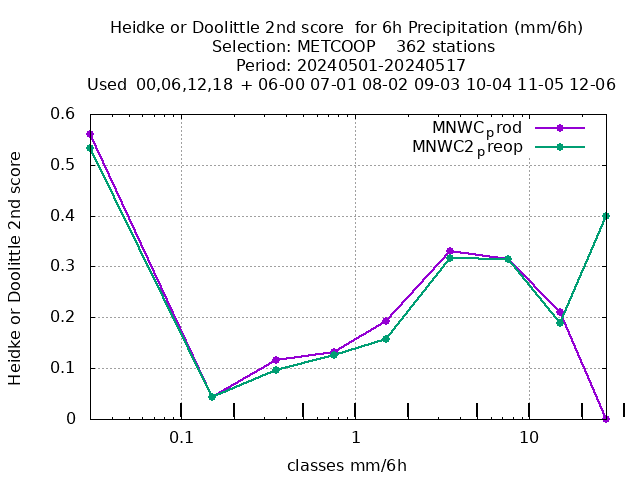 Heidke or Doolittle 2nd score  for 6h Precipitation (mm/6h)
Selection: METCOOP    362 stations
Period: 20240501-20240517
Used  00,06,12,18  + 06-00 07-01 08-02 09-03 10-04 11-05 12-06
MNWCprod
MNWC2preop
Heidke or Doolittle 2nd score
0.6
0.5
0.4
0.3
0.2
0.1
0
0.1 1 10
classes mm/6h